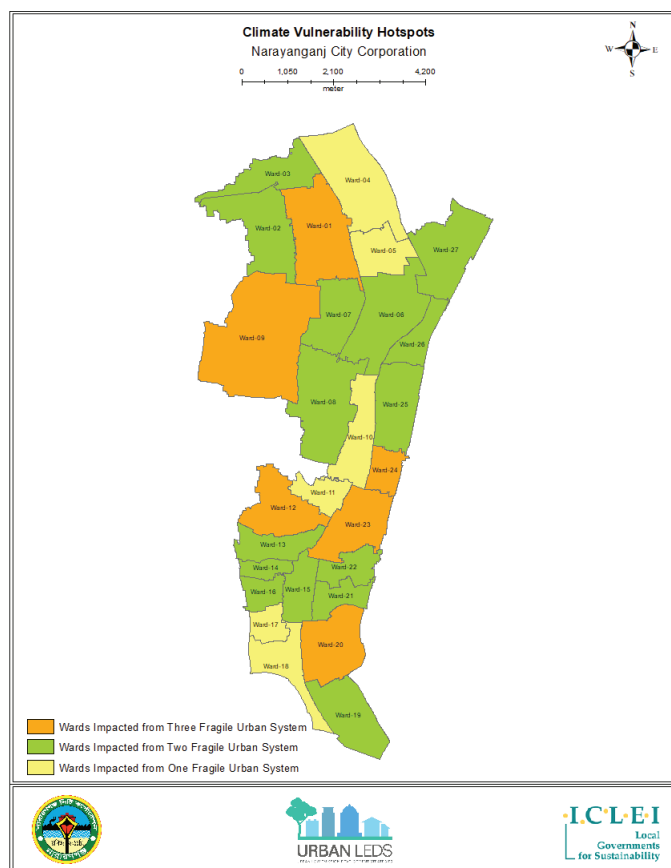 Climate Vulnerability Hotspots
Narayanganj City Corporation
N
W E
S
0 1,050 2,100 4,200
meter
Ward-03
Ward-04
Ward-01
Ward-02
Ward-05
Ward-27
Ward-07
Ward-06
Ward-09
Ward-26
Ward-08
Ward-25
Ward-10
Ward-24
Ward-11
Ward-12
Ward-23
Ward-13
Ward-14
Ward-22
Ward-16
Ward-15
Ward-21
Ward-17
Ward-20
Ward-18
Ward-19
Wards Impacted from Three Fragile Urban System
Wards Impacted from Two Fragile Urban System
Wards Impacted from One Fragile Urban System
URBAN LEDS
I.C.L.E.I
Local
Governments
for Sustainability